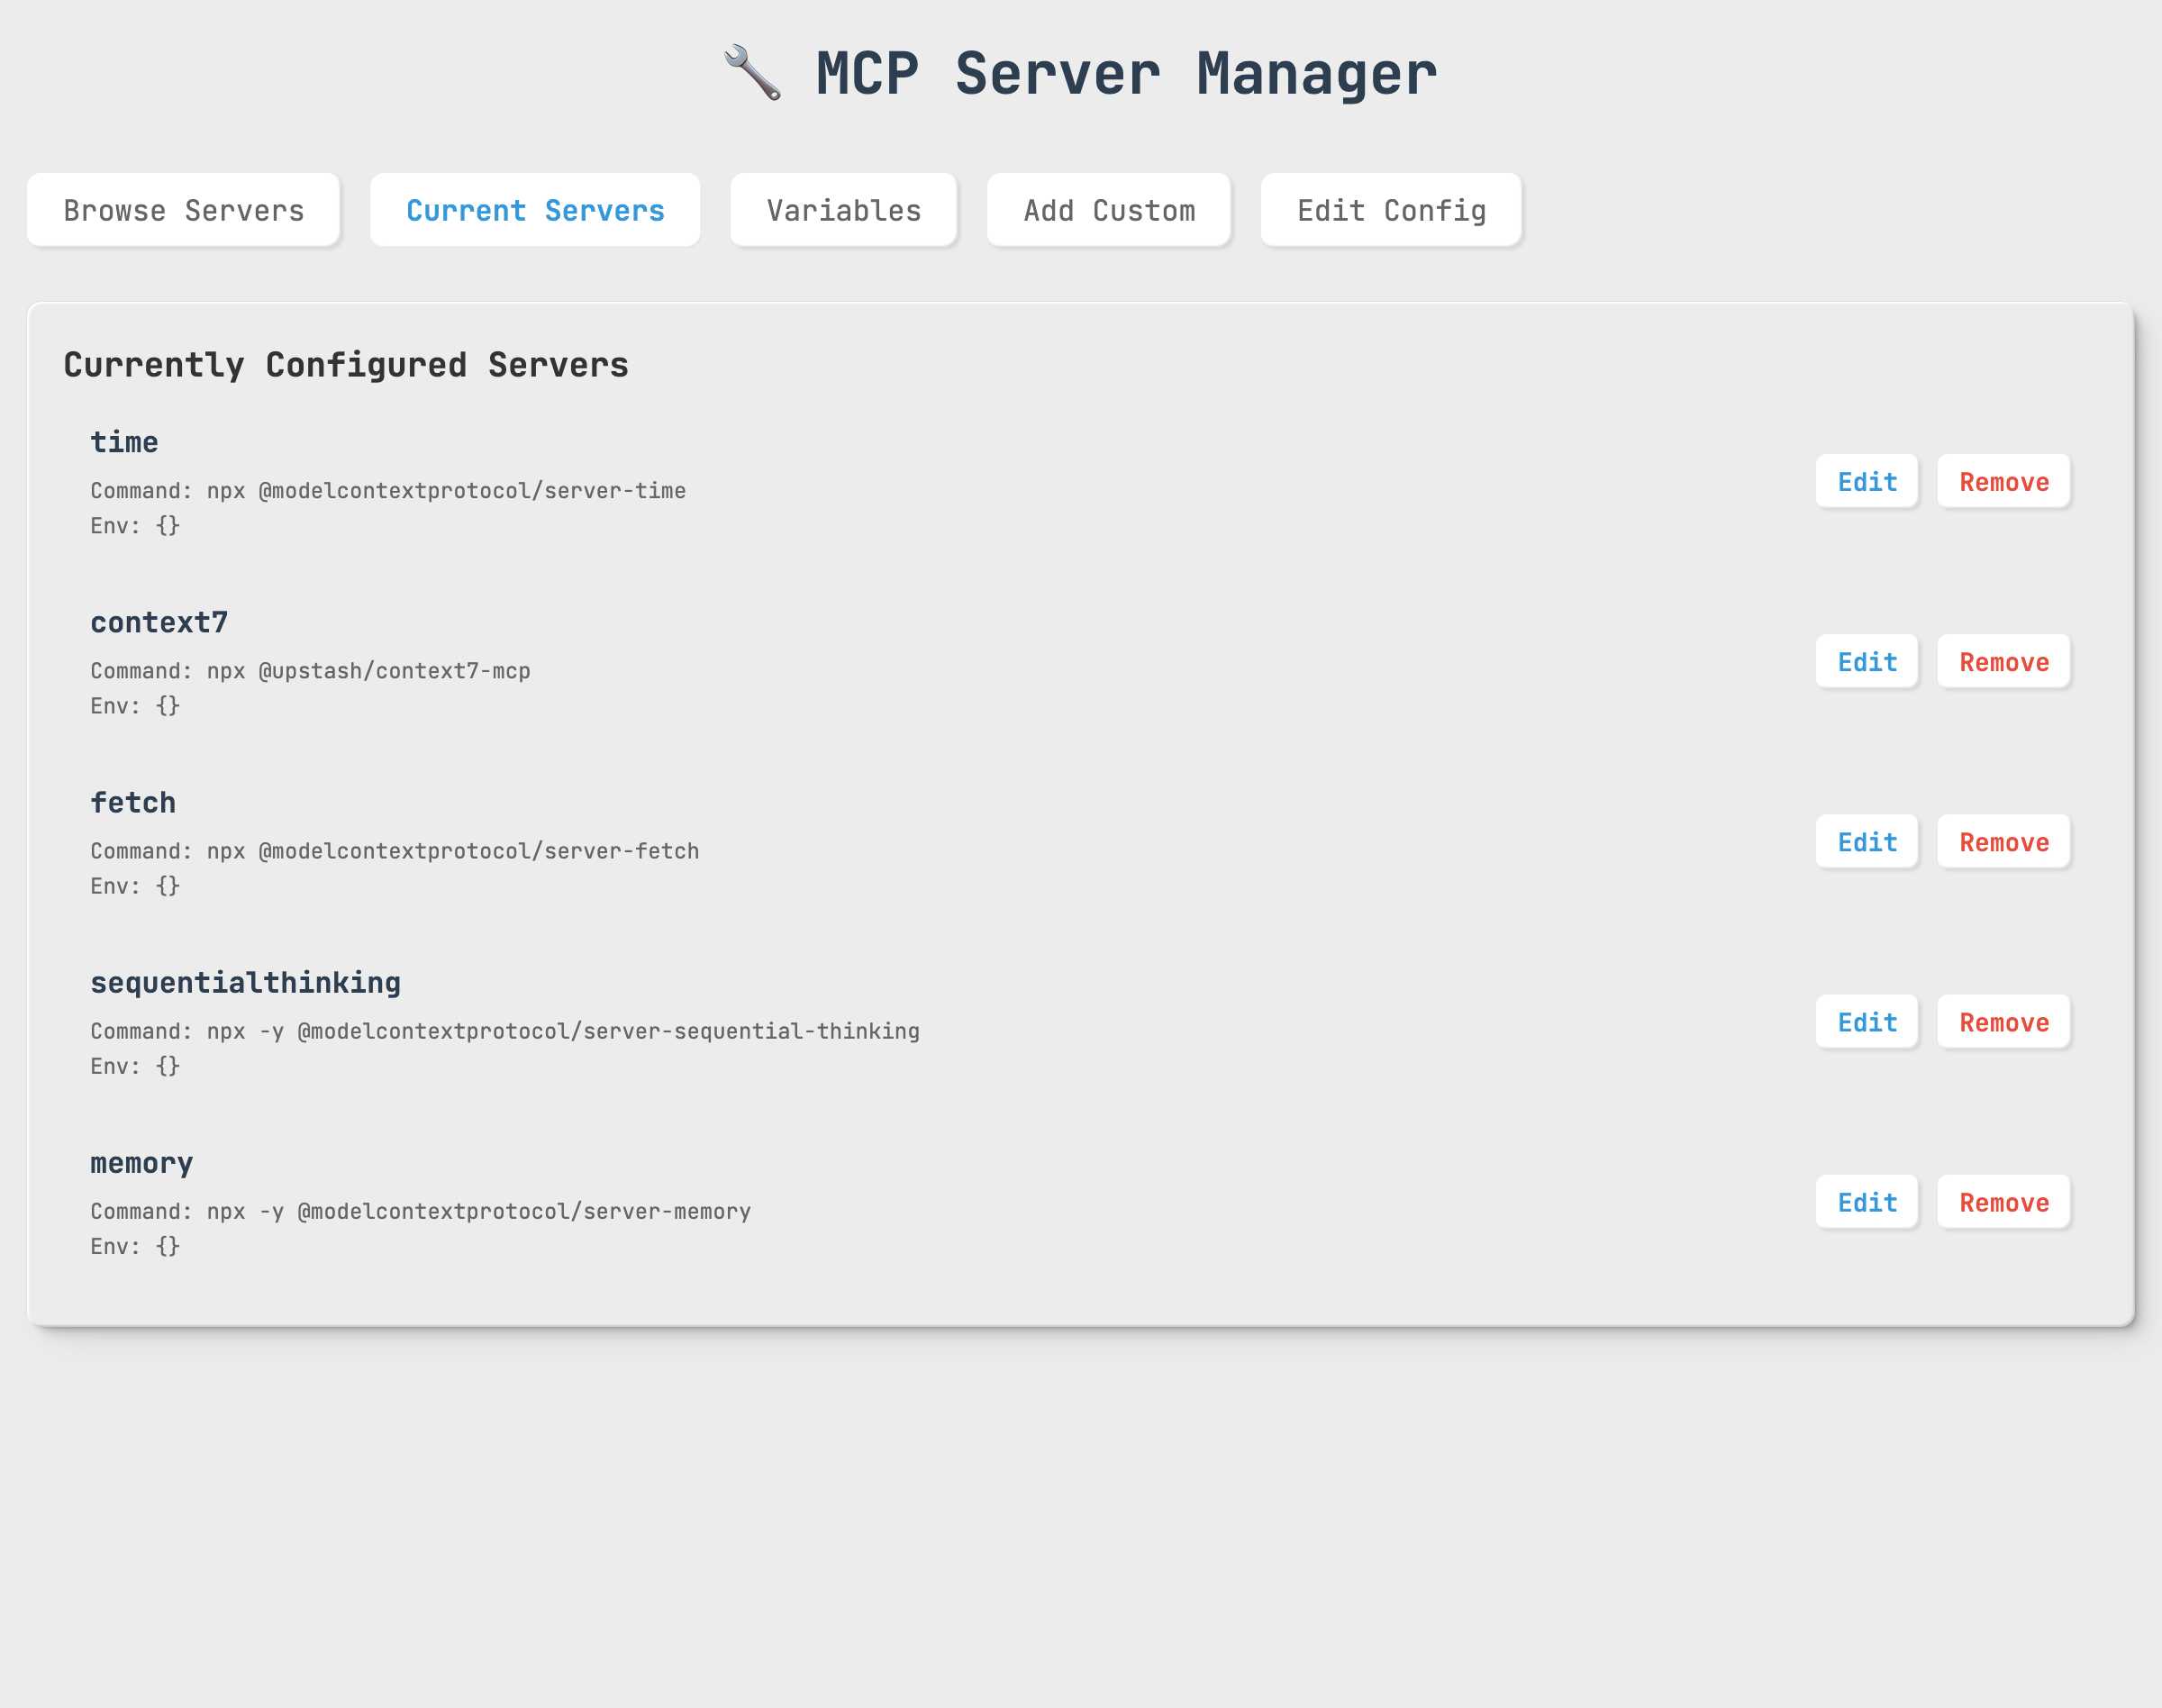 🔧 MCP Server Manager
Browse Servers
Current Servers
Variables
Add Custom
Edit Config
Currently Configured Servers
time
Command: npx @modelcontextprotocol/server-time
Env: {}
Edit
Remove
context7
Command: npx @upstash/context7-mcp
Env: {}
Edit
Remove
fetch
Command: npx @modelcontextprotocol/server-fetch
Env: {}
Edit
Remove
sequentialthinking
Command: npx -y @modelcontextprotocol/server-sequential-thinking
Env: {}
Edit
Remove
memory
Command: npx -y @modelcontextprotocol/server-memory
Env: {}
Edit
Remove